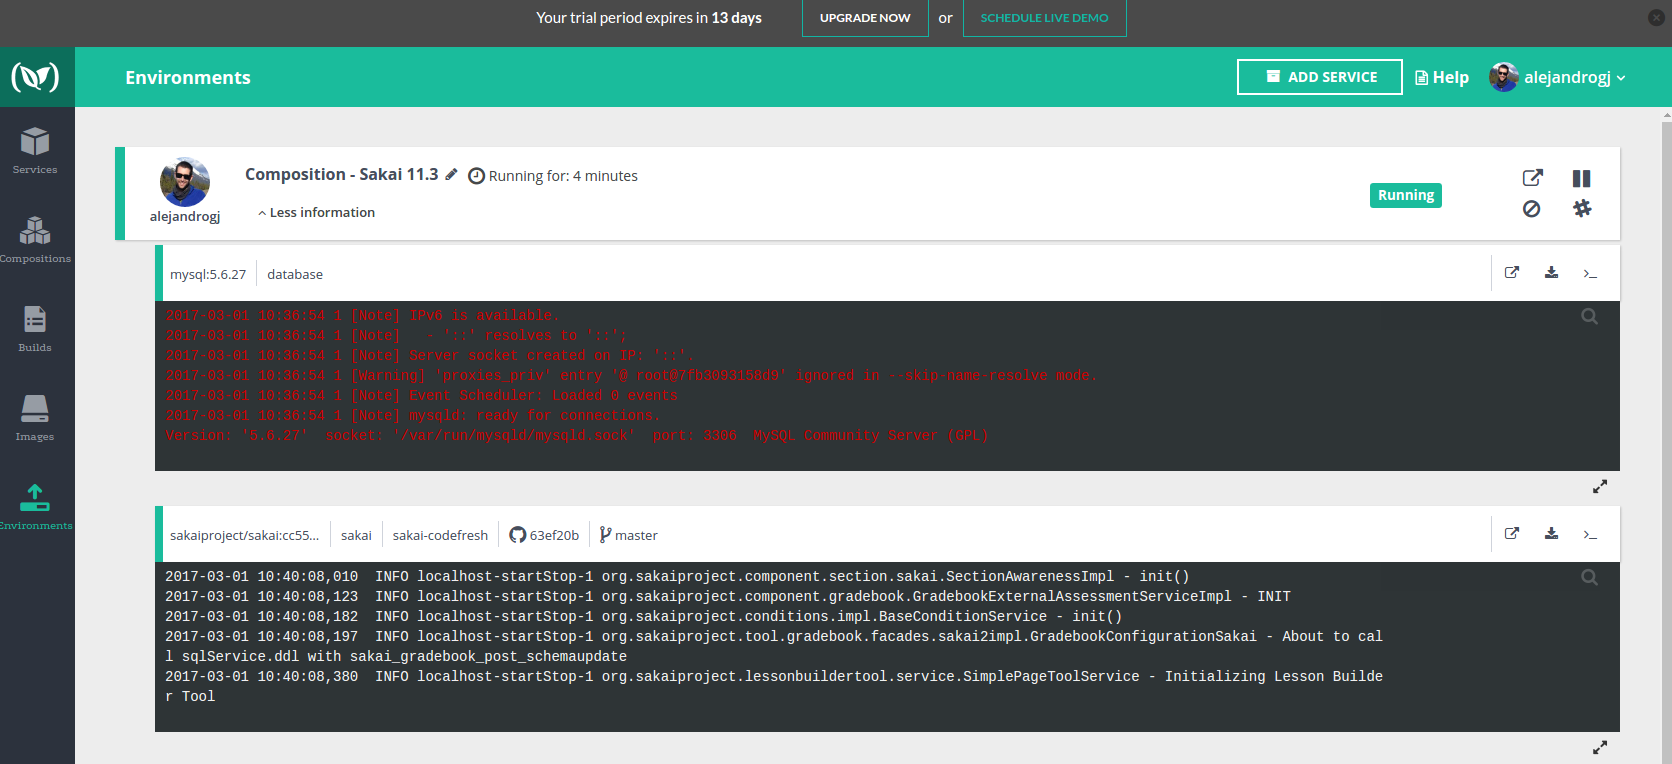 Your trial period expires in 13 days
UPGRADE NOW
or
SCHEDULE LIVE DEMO
Environments
ADD SERVICE
Help
alejandrogj
Services
Compositions
Builds
Images
Environments
alejandrogj
Composition - Sakai 11.3
Running for: 4 minutes
Less information
Running
mysql:5.6.27
database
>_
2017-03-01 10:36:54 1 [Note] IPv6 is available.
2017-03-01 10:36:54 1 [Note]   - '::' resolves to '::';
2017-03-01 10:36:54 1 [Note] Server socket created on IP: '::'.
2017-03-01 10:36:54 1 [Warning] 'proxies_priv' entry '@ root@7fb3093158d9' ignored in --skip-name-resolve mode.
2017-03-01 10:36:54 1 [Note] Event Scheduler: Loaded 0 events
2017-03-01 10:36:54 1 [Note] mysqld: ready for connections.
Version: '5.6.27'  socket: '/var/run/mysqld/mysqld.sock'  port: 3306  MySQL Community Server (GPL)
sakaiproject/sakai:cc55...
sakai
sakai-codefresh
63ef20b
master
>_
2017-03-01 10:40:08,010  INFO localhost-startStop-1 org.sakaiproject.component.section.sakai.SectionAwarenessImpl - init()
2017-03-01 10:40:08,123  INFO localhost-startStop-1 org.sakaiproject.component.gradebook.GradebookExternalAssessmentServiceImpl - INIT
2017-03-01 10:40:08,182  INFO localhost-startStop-1 org.sakaiproject.conditions.impl.BaseConditionService - init()
2017-03-01 10:40:08,197  INFO localhost-startStop-1 org.sakaiproject.tool.gradebook.facades.sakai2impl.GradebookConfigurationSakai - About to cal
l sqlService.ddl with sakai_gradebook_post_schemaupdate
2017-03-01 10:40:08,380  INFO localhost-startStop-1 org.sakaiproject.lessonbuildertool.service.SimplePageToolService - Initializing Lesson Builde
r Tool